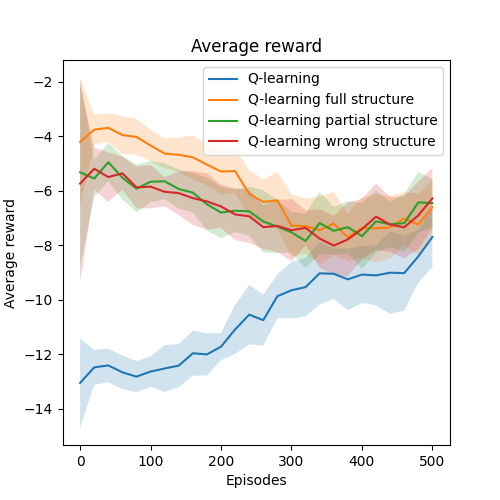 Average reward
Q-learning
Q-learning full structure
Q-learning partial structure
Q-learning wrong structure
Average reward
−2
−4
−6
−8
−10
−12
−14
0 100 200 300 400 500
Episodes